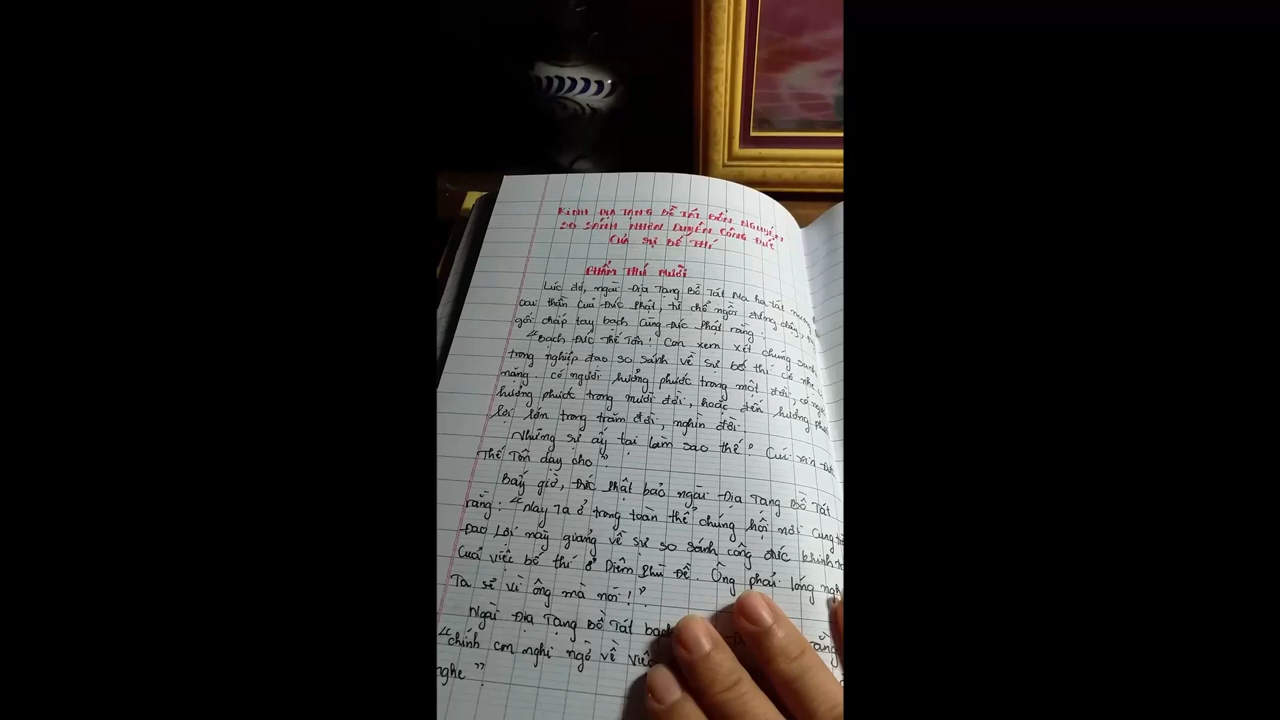 KINH ĐỊA TẠNG BỒ TÁT BỔN NGUYỆN
SO SÁNH NHƠN DUYÊN CÔNG ĐỨC
CỦA SỰ BỐ THÍ
PHẨM THỨ MƯỜI
Lúc đó, ngài Địa Tạng Bồ Tát Ma ha tát nương
oai thần của Đức Phật, từ chỗ ngồi đứng dậy,
gối chắp tay bạch cùng Đức Phật rằng:
"Bạch Đức Thế Tôn! Con xem xét chúng sanh
trong nghiệp đạo so sánh về sự bố thí có nhẹ
nặng. có người hưởng phước trong một đời, có người
hưởng phước trong mười đời, hoặc đến hưởng phước
lợi lớn trong trăm đời, nghìn đời.
Những sự ấy tại làm sao thế? Cúi xin Đức
Thế Tôn dạy cho".
Bấy giờ, Đức Phật bảo ngài Địa Tạng Bồ Tát
rằng: "Nay Ta ở trong toàn thể chúng hội nơi cung trời
Đao Lợi này giảng về sự so sánh công đức khinh
Của việc bố thí ở Diêm Phù Đề. Ông phải lóng nghe
Ta sẽ vì ông mà nói!"
Ngài Địa Tạng Bồ Tát bạch rằng
"chính con nghi ngờ về việc
nghe"